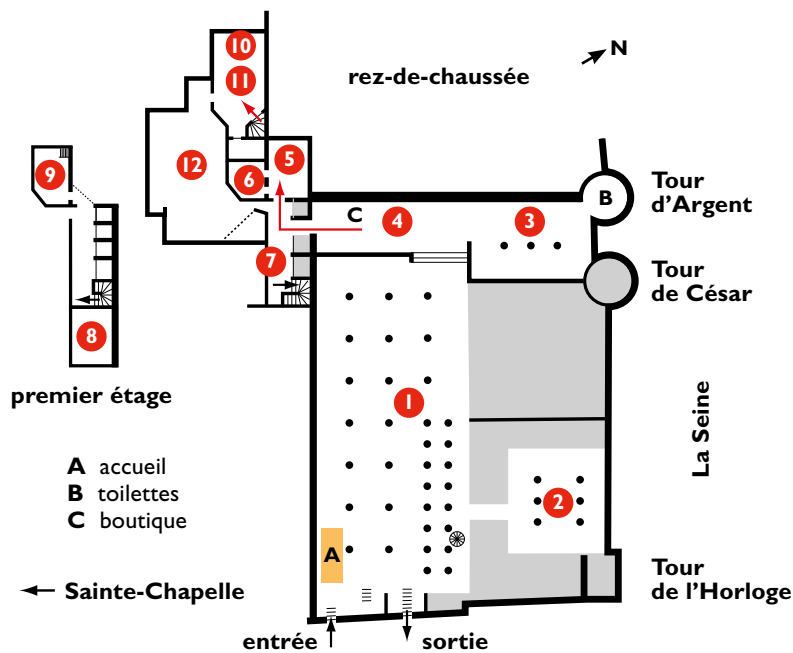 10
N
rez-de-chaussée
11
5
12
9
6
Tour
d'Argent
B
C
4
3
7
Tour
de César
8
premier étage
1
La Seine
A accueil
B toilettes
C boutique
2
A
Sainte-Chapelle
Tour
de l'Horloge
entrée
sortie